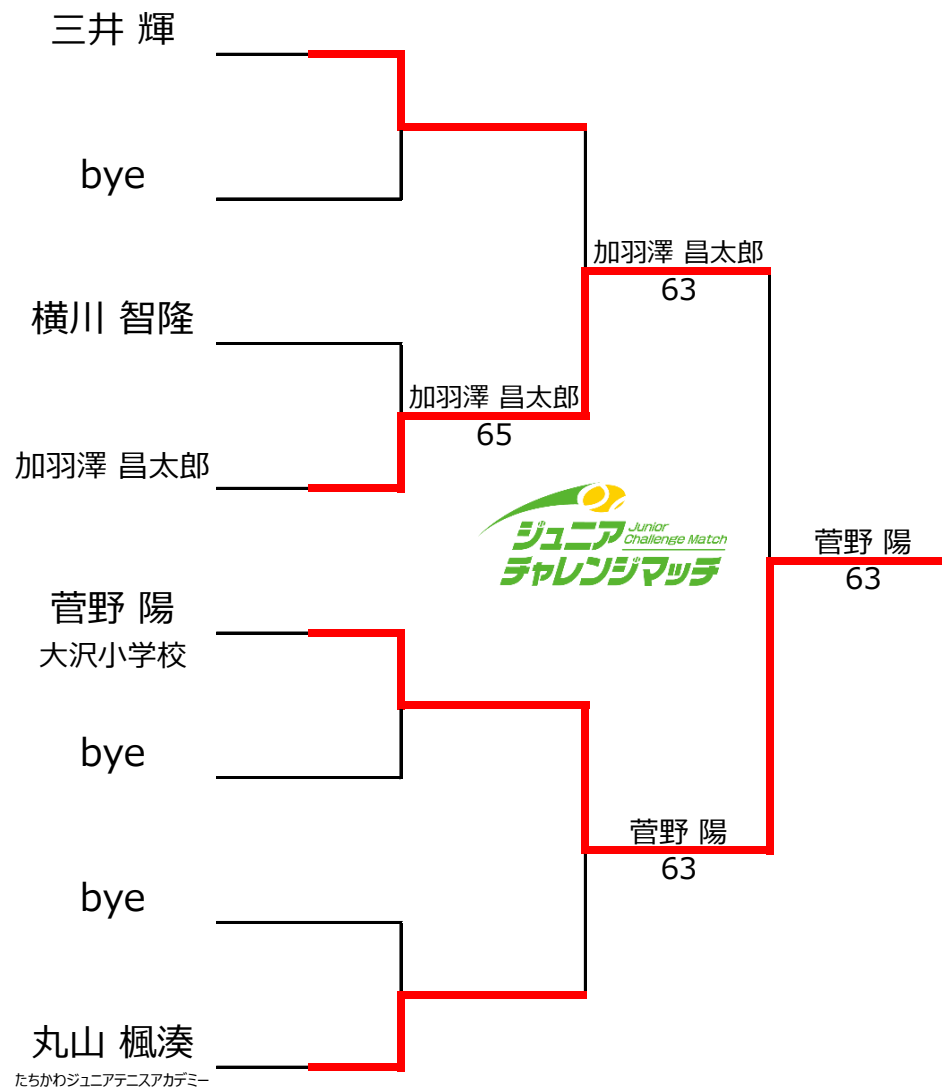 三井 輝
bye
加羽澤 昌太郎
63
横川 智隆
加羽澤 昌太郎
65
加羽澤 昌太郎
ジュニア Junior Challenge Match
チャレンジマッチ
菅野 陽
63
菅野 陽
大沢小学校
bye
菅野 陽
63
bye
丸山 楓湊
たちかわジュニアテニスアカデミー